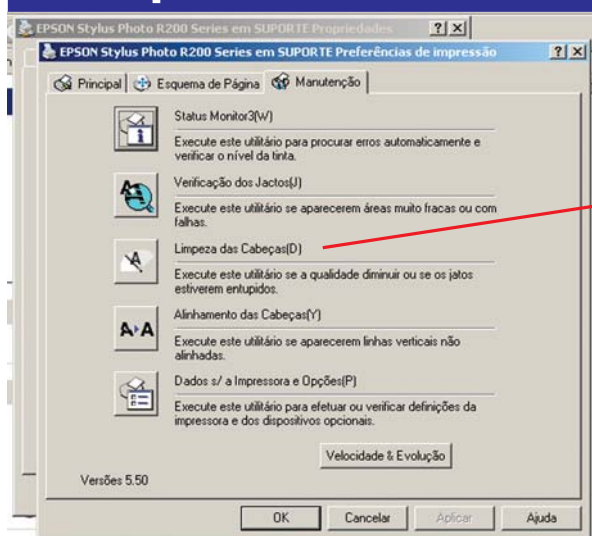 EPSON Stylus Photo R200 Series em SUPORTE Propriedades
EPSON Stylus Photo R200 Series em SUPORTE Preferências de impressão
Principal
Esquema de Página
Manutenção
Status Monitor3(W)
Execute este utilitário para procurar erros automaticamente e
verificar o nível da tinta.
Verificação dos Jactos(J)
Execute este utilitário se aparecerem áreas muito fracas ou com
falhas.
Limpeza das Cabeças(D)
Execute este utilitário se a qualidade diminuir ou se os jatos
estiverem entupidos.
Alinhamento das Cabeças(Y)
Execute este utilitário se aparecerem linhas verticais não
alinhadas.
Dados s/ a Impressora e Opções(P)
Execute este utilitário para efetuar ou verificar definições da
impressora e dos dispositivos opcionais.
Velocidade & Evolução
Versões 5.50
OK
Cancelar
Aplicar
Ajuda